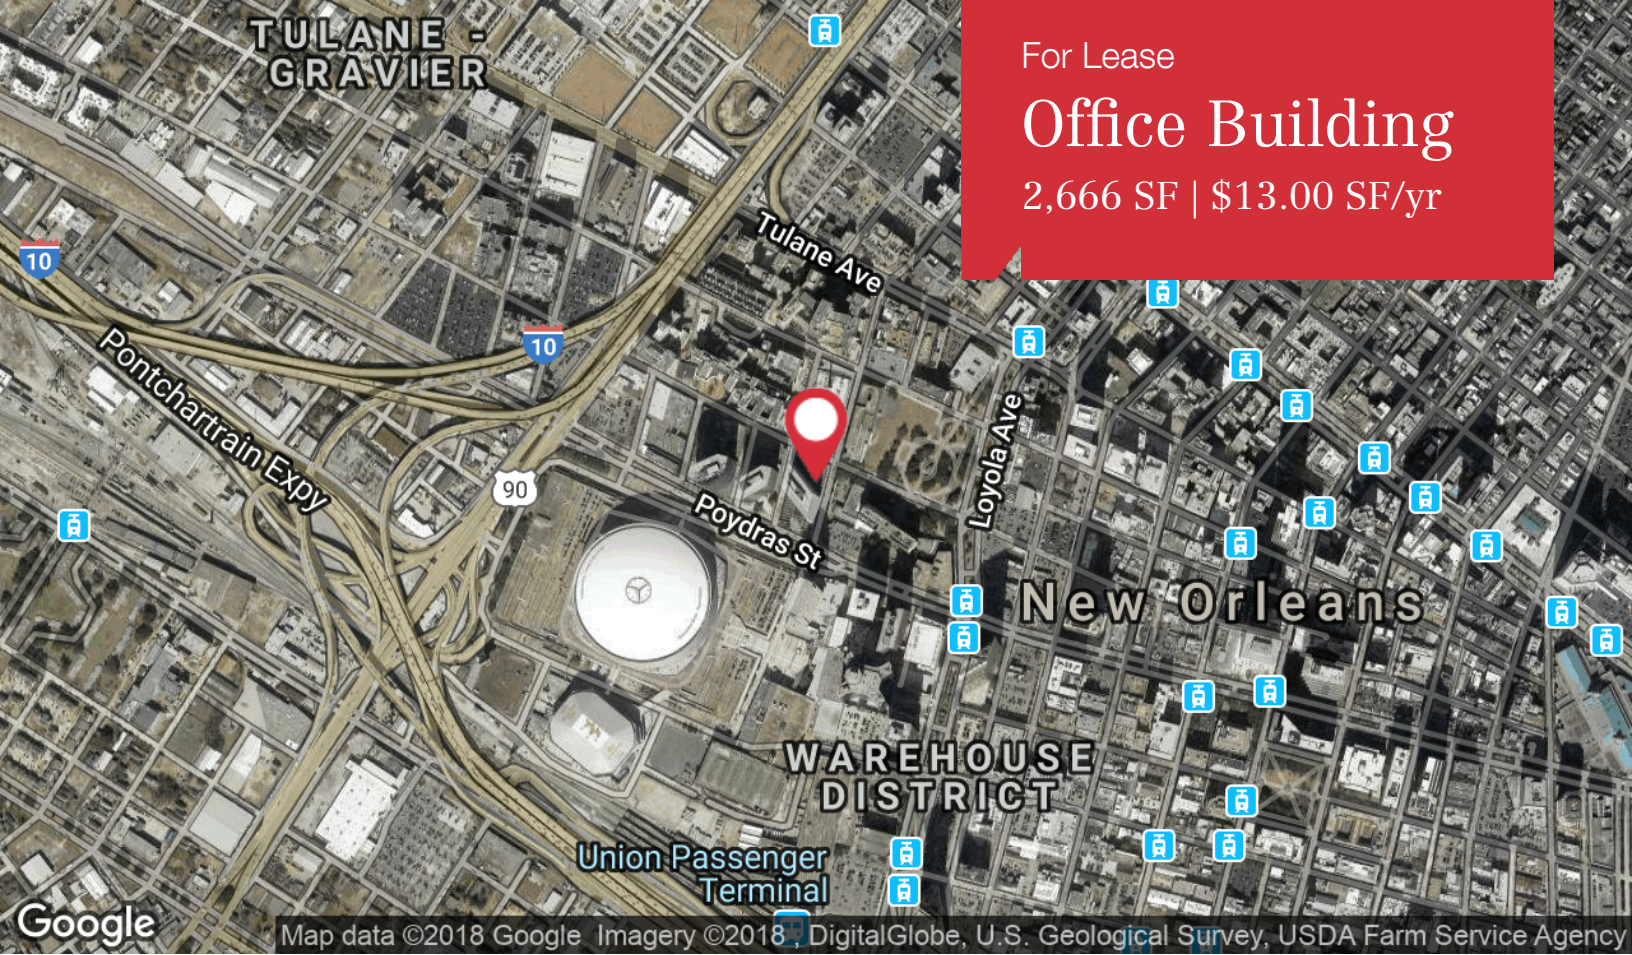 TULANE -
GRAVIER
For Lease
Office Building
2,666 SF | $13.00 SF/yr
Tulane Ave
10
10
Pontchartrain Expy
Loyola Ave
90
Poydras St
New Orleans
WAREHOUSE
DISTRICT
Union Passenger
Terminal
Google
Map data ©2018 Google Imagery ©2018 , DigitalGlobe, U.S. Geological Survey, USDA Farm Service Agency